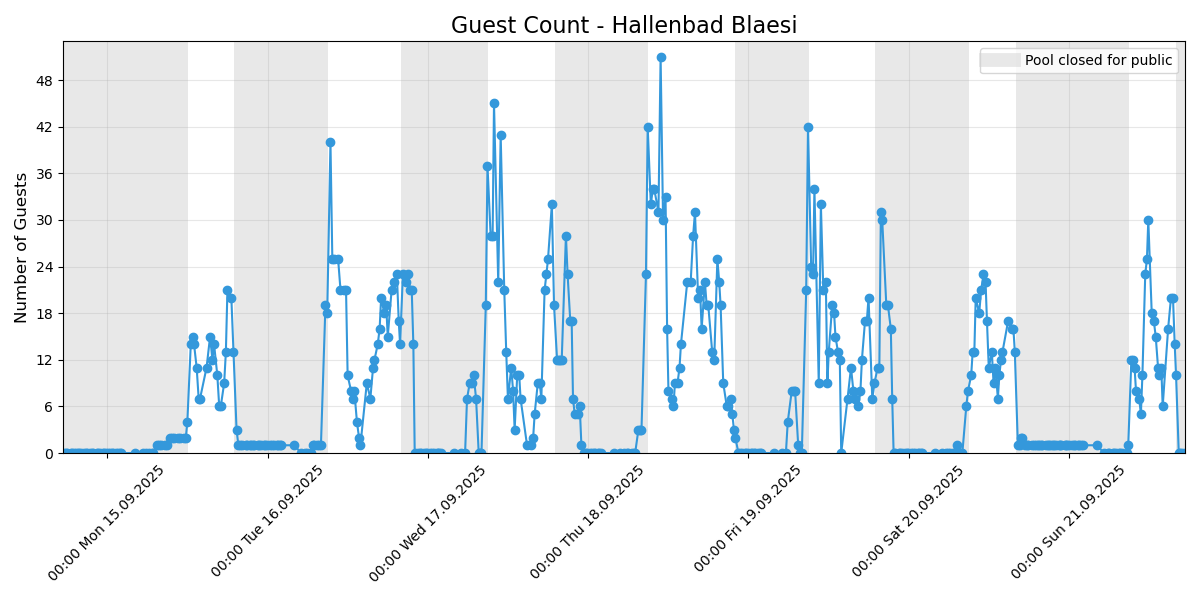 Guest Count - Hallenbad Blaesi
Pool closed for public
Number of Guests
48
42
36
30
24
18
12
6
0
00:00 Mon 15.09.2025
00:00 Tue 16.09.2025
00:00 Wed 17.09.2025
00:00 Thu 18.09.2025
00:00 Fri 19.09.2025
00:00 Sat 20.09.2025
00:00 Sun 21.09.2025